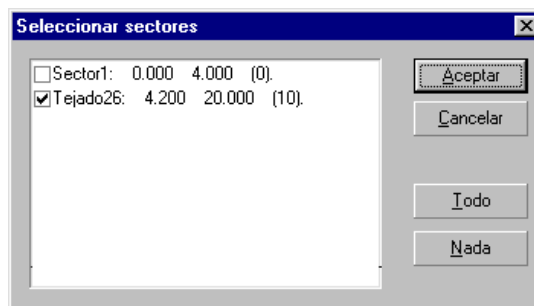 Seleccionar sectores
Sector1: 0.000 4.000 (0).
Tejado26: 4.200 20.000 (10).
Aceptar
Cancelar
Todo
Nada